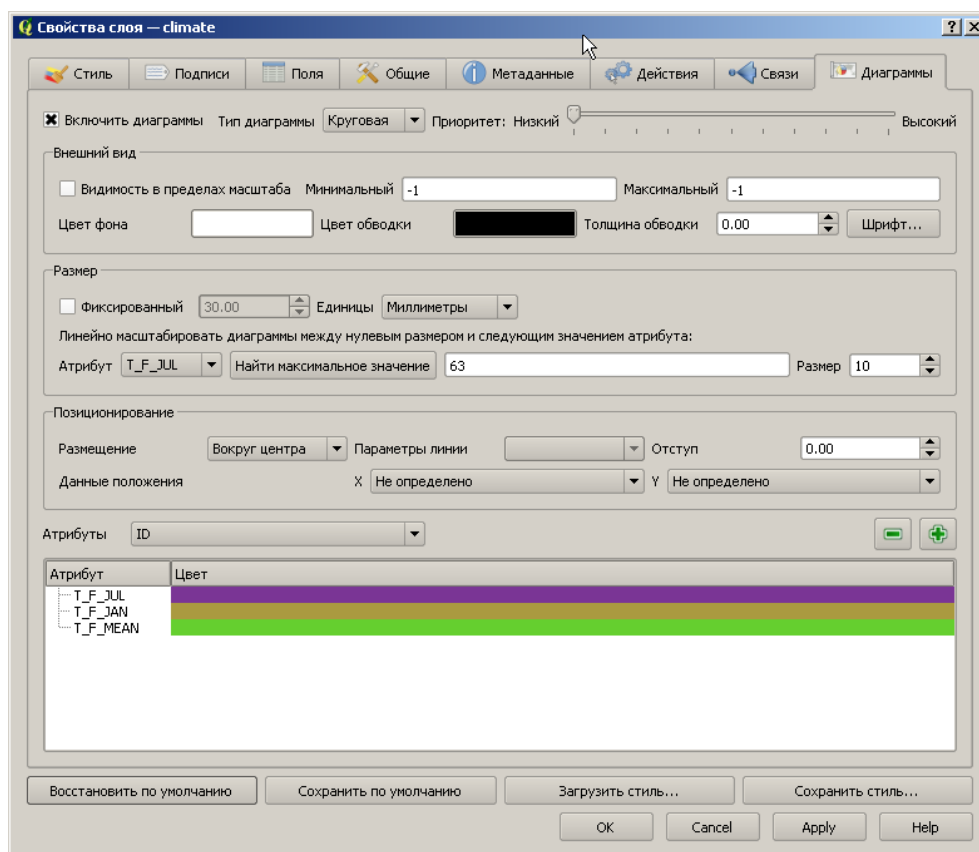 Свойства слоя — climate
Стиль Подписи Поля Общие Метаданные Действия Связи Диаграммы
Включить диаграммы Тип диаграммы Круговая Приоритет: Низкий Высокий
Внешний вид
Видимость в пределах масштаба Минимальный -1 Максимальный -1
Цвет фона Цвет обводки Толщина обводки 0.00 Шрифт...
Размер
Фиксированный 30.00 Единицы Миллиметры
Линейно масштабировать диаграммы между нулевым размером и следующим значением атрибута:
Атрибут T_F_JUL Найти максимальное значение 63 Размер 10
Позиционирование
Размещение Вокруг центра Параметры линии Отступ 0.00
Данные положения X Не определено Y Не определено
Атрибуты ID
Атрибут Цвет
T_F_JUL
T_F_JAN
T_F_MEAN
Восстановить по умолчанию Сохранить по умолчанию Загрузить стиль... Сохранить стиль...
OK Cancel Apply Help